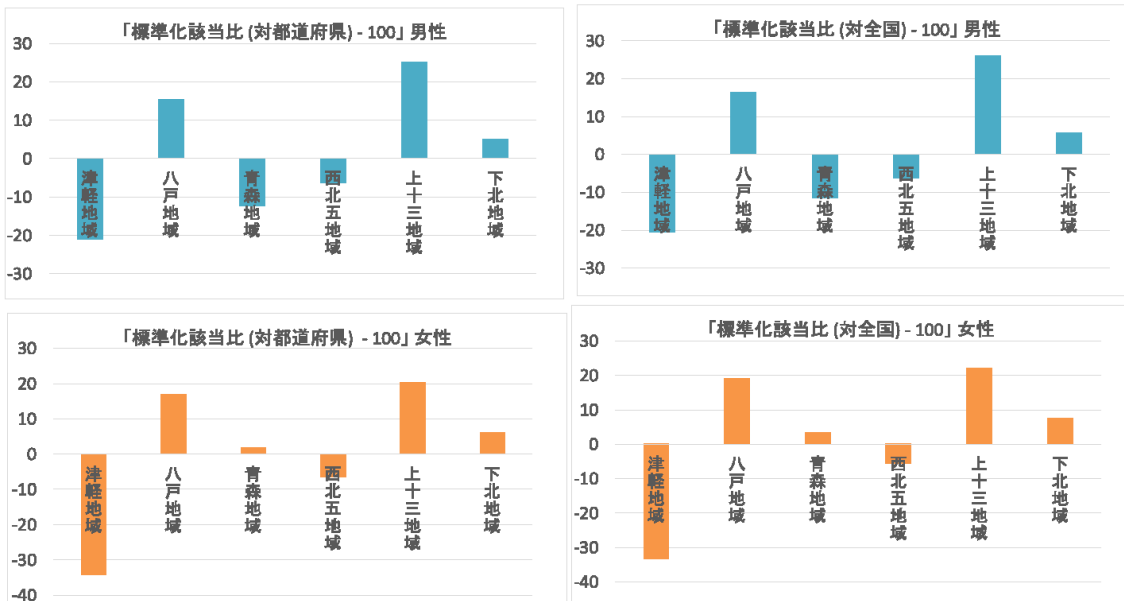 「標準化該当比 (対都道府県) - 100」 男性
30
20
10
0
-10
-20
-30
津軽地域
八戸地域
青森地域
西北五地域
上十三地域
下北地域
「標準化該当比 (対全国) - 100」 男性
30
20
10
0
-10
-20
-30
津軽地域
八戸地域
青森地域
西北五地域
上十三地域
下北地域
「標準化該当比 (対都道府県) - 100」 女性
30
20
10
0
-10
-20
-30
-40
津軽地域
八戸地域
青森地域
西北五地域
上十三地域
下北地域
「標準化該当比 (対全国) - 100」 女性
30
20
10
0
-10
-20
-30
-40
津軽地域
八戸地域
青森地域
西北五地域
上十三地域
下北地域